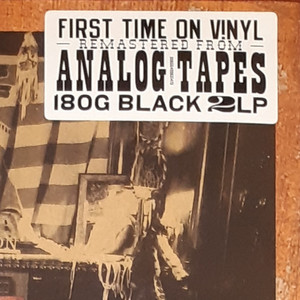 FIRST TIME ON VINYL
REMASTERED FROM
ANALOG TAPES
180G BLACK 2LP